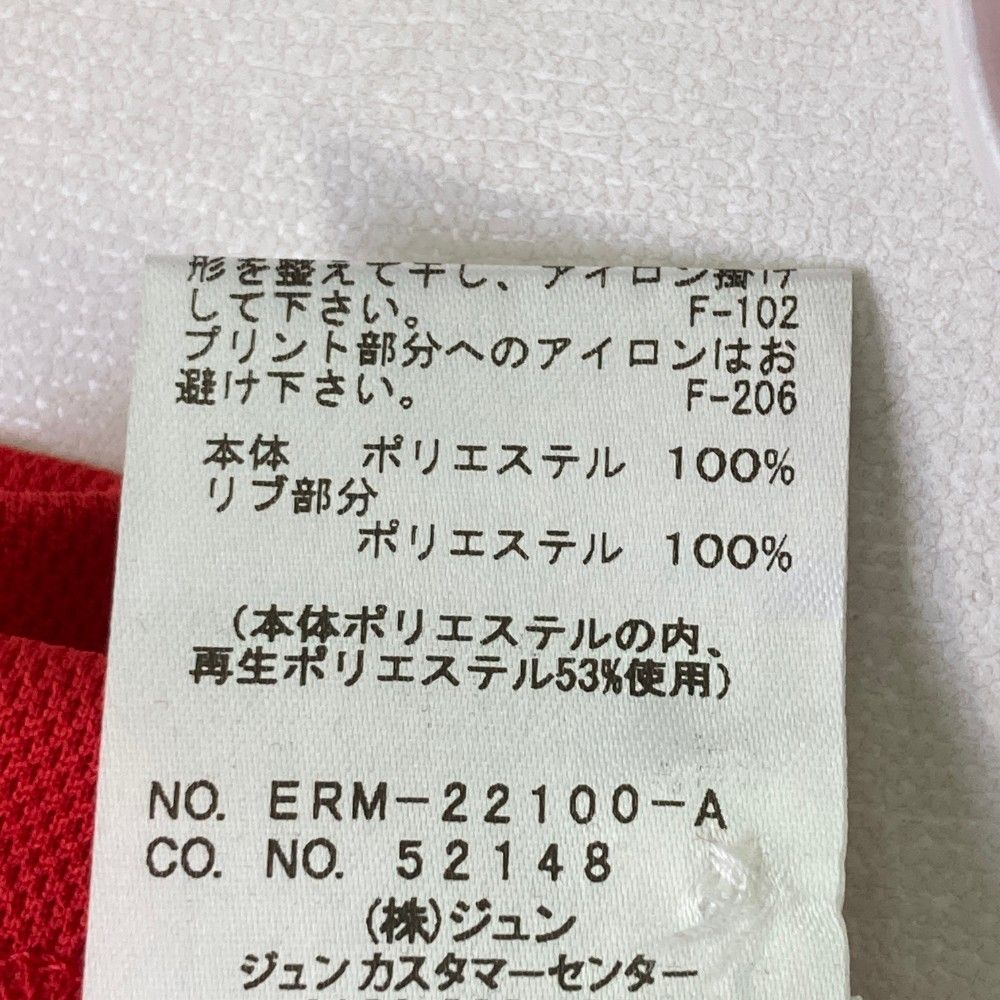 形を整えて干し、アイロン掛け
して下さい。 F-102
プリント部分へのアイロンはお
避け下さい。 F-206
本体 ポリエステル 100%
リブ部分
ポリエステル 100%
(本体ポリエステルの内、
再生ポリエステル53%使用)
NO. ERM-22100-A
CO. NO. 52148
(株)ジュン
ジュンカスタマーセンター